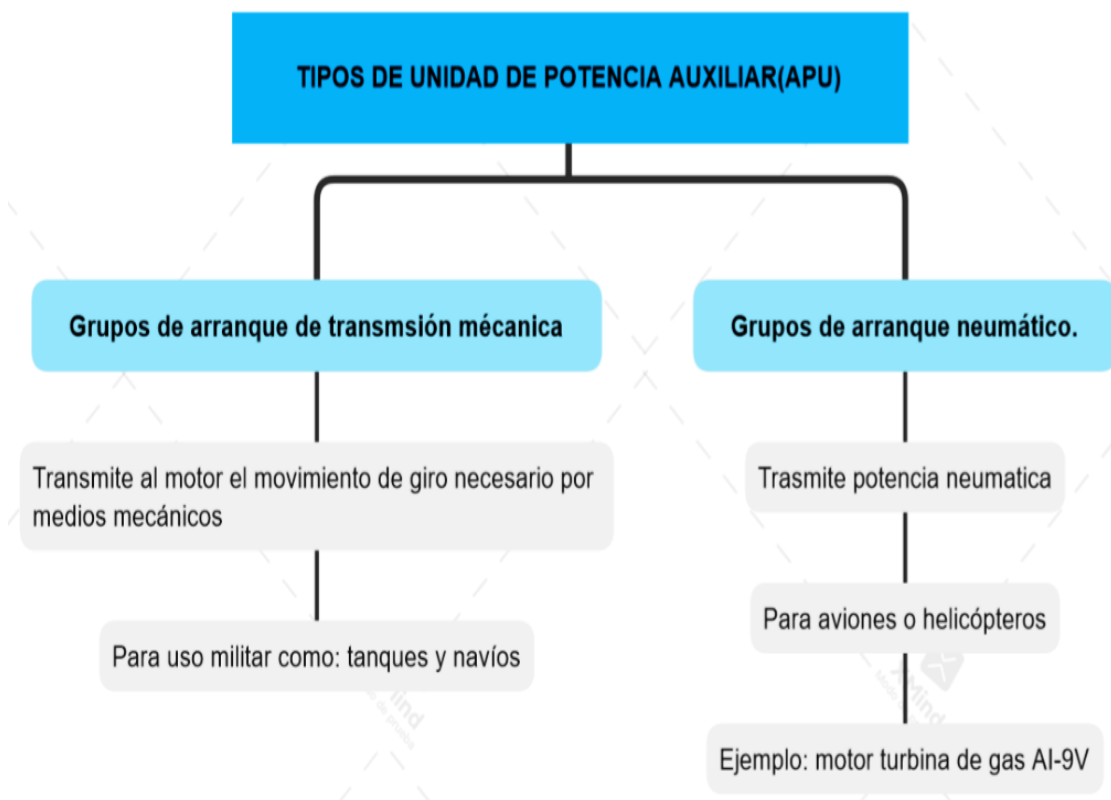 TIPOS DE UNIDAD DE POTENCIA AUXILIAR(APU)
Grupos de arranque de transmsión mécanica
Grupos de arranque neumático.
Transmite al motor el movimiento de giro necesario por
medios mecánicos
Trasmite potencia neumatica
Para uso militar como: tanques y navíos
Para aviones o helicópteros
Ejemplo: motor turbina de gas AI-9V
XMind